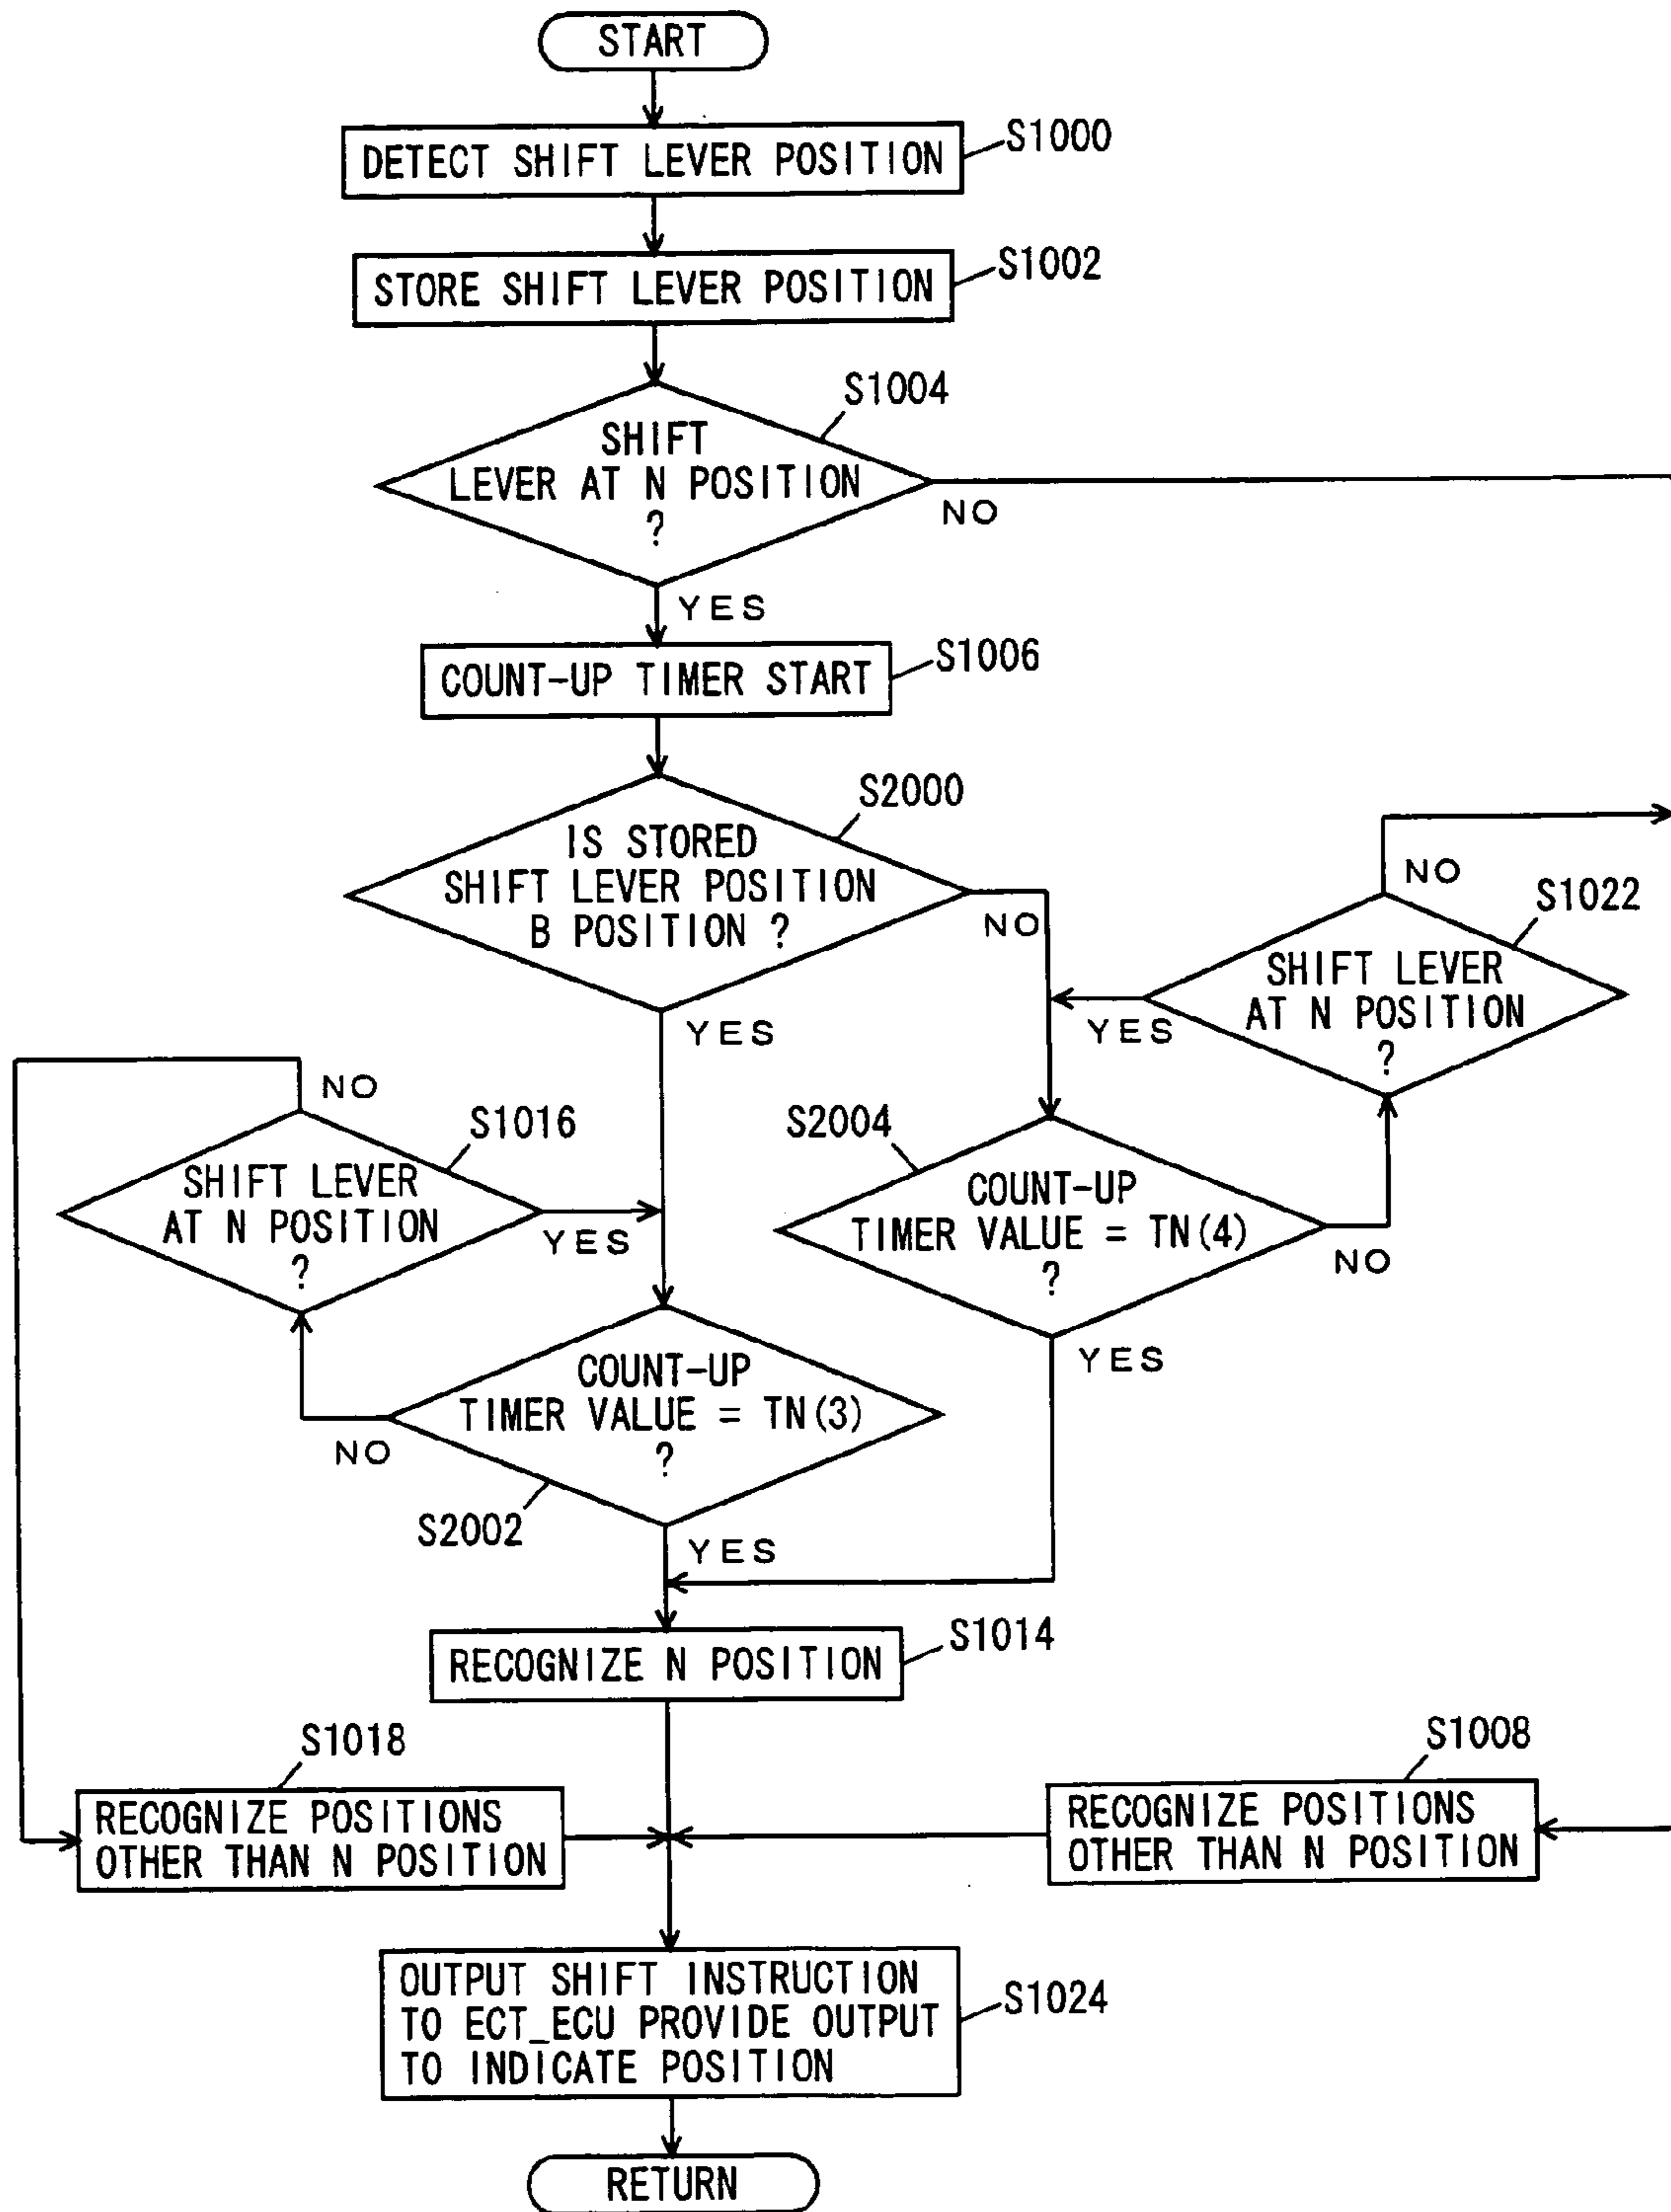 START
DETECT SHIFT LEVER POSITION
S1000
STORE SHIFT LEVER POSITION
S1002
S1004
SHIFT
LEVER AT N POSITION
?
NO
YES
COUNT-UP TIMER START
S1006
S2000
IS STORED
SHIFT LEVER POSITION
B POSITION ?
NO
YES
NO
S1022
SHIFT LEVER
AT N POSITION
?
YES
NO
S1016
SHIFT LEVER
AT N POSITION
?
YES
S2004
COUNT-UP
TIMER VALUE = TN(4)
?
NO
YES
COUNT-UP
TIMER VALUE = TN(3)
?
NO
S2002
YES
RECOGNIZE N POSITION
S1014
S1018
RECOGNIZE POSITIONS
OTHER THAN N POSITION
S1008
RECOGNIZE POSITIONS
OTHER THAN N POSITION
OUTPUT SHIFT INSTRUCTION
TO ECT_ECU PROVIDE OUTPUT
TO INDICATE POSITION
S1024
RETURN